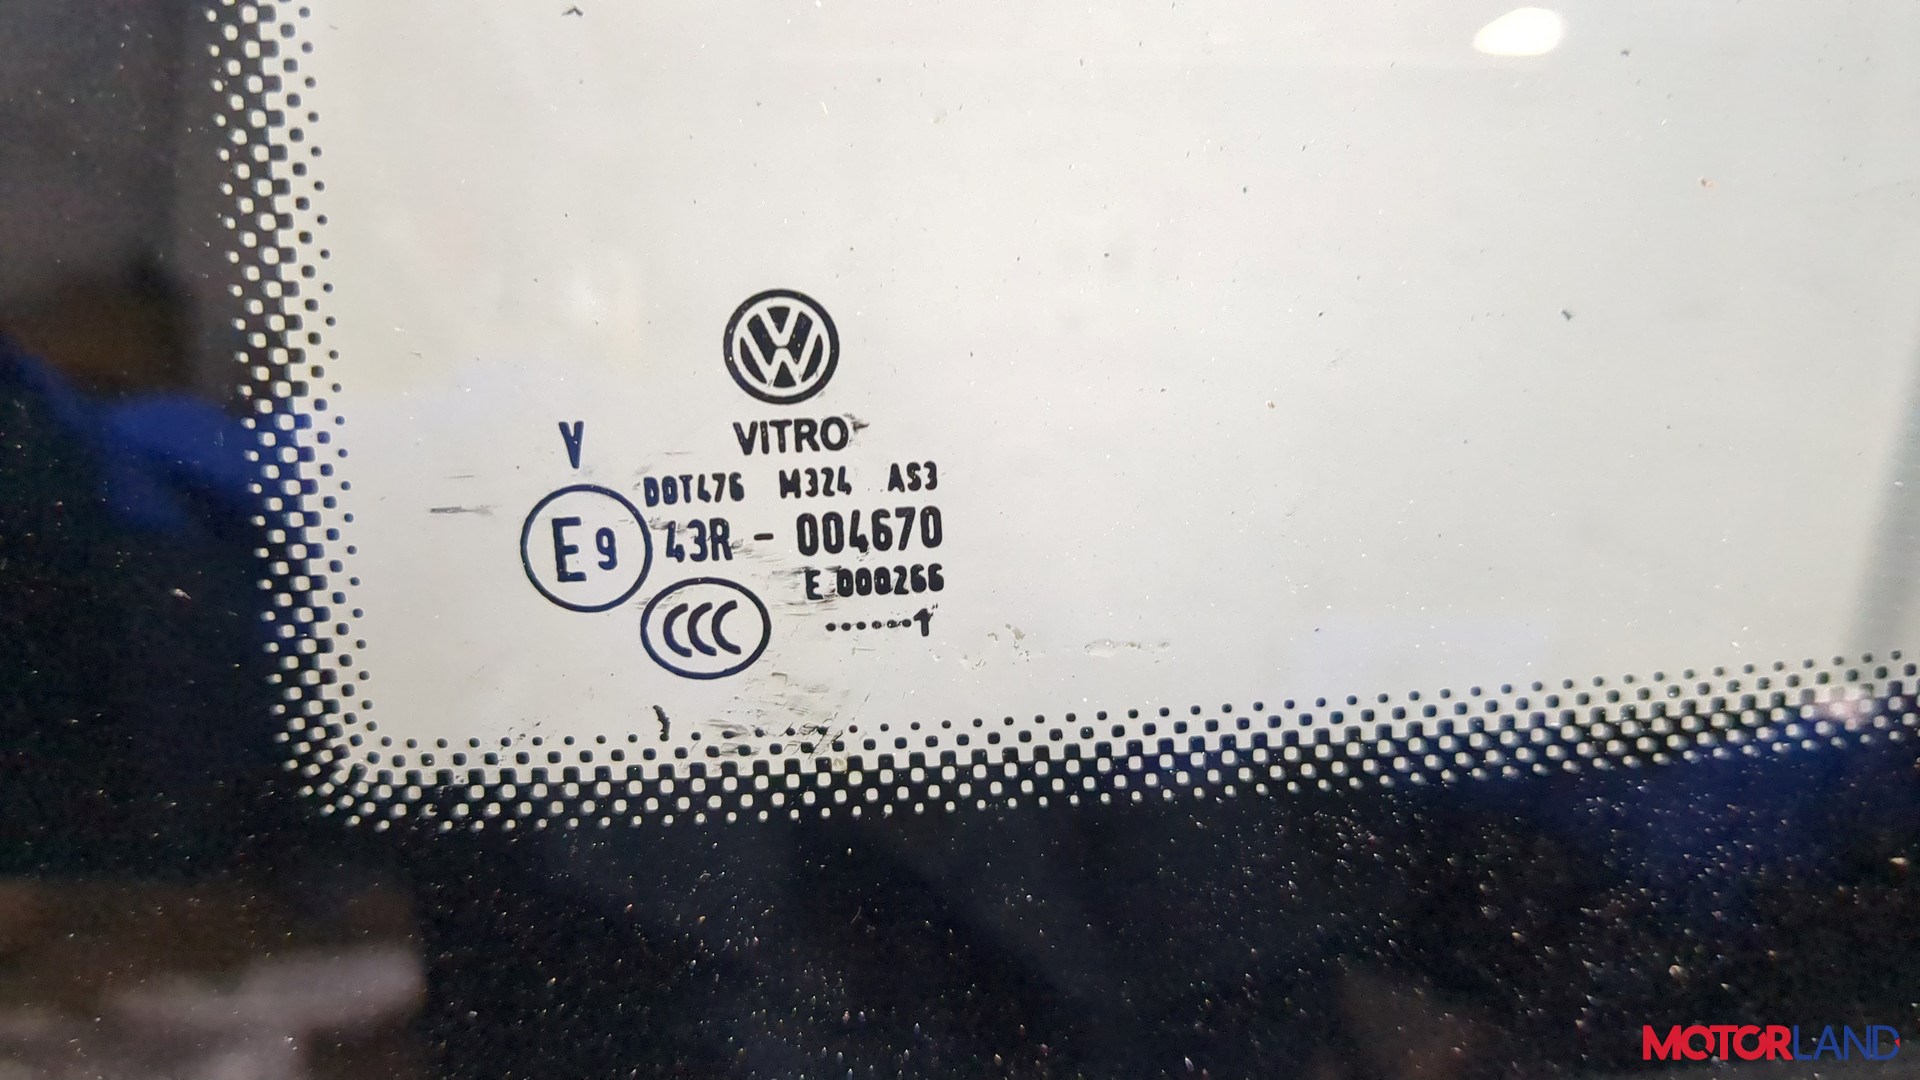 VITRO
V
DOT476 M324 AS3
E9 43R - 004670
E 000266
CCC
.......1
MOTORLAND